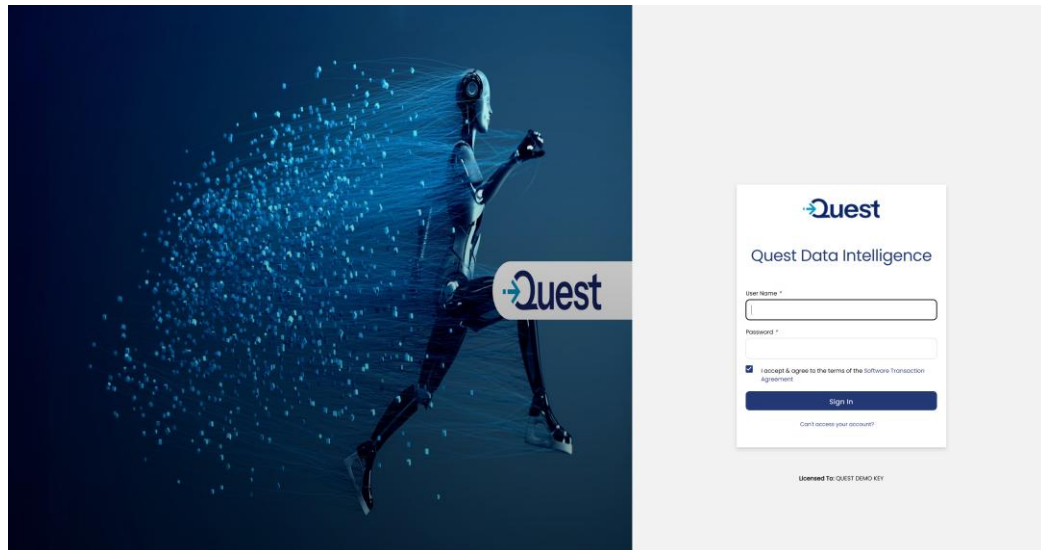 Quest
Quest
Quest Data Intelligence
User Name *
Password *
I accept & agree to the terms of the Software Transaction
Agreement
Sign In
Can't access your account?
Licensed To: QUEST DEMO KEY